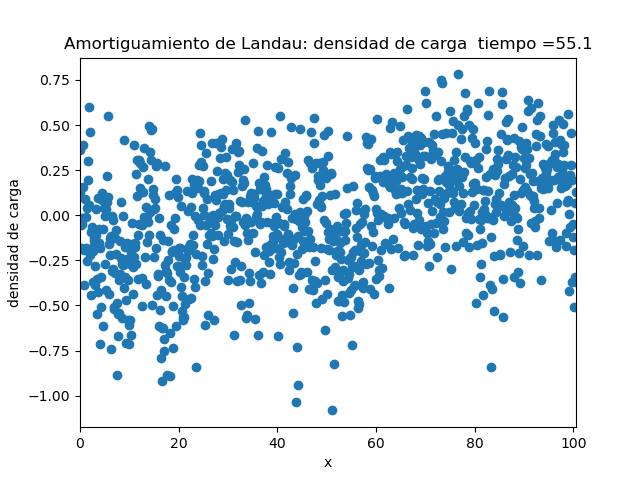 Amortiguamiento de Landau: densidad de carga  tiempo =55.1
densidad de carga
0.75
0.50
0.25
0.00
−0.25
−0.50
−0.75
−1.00
0 20 40 60 80 100
x